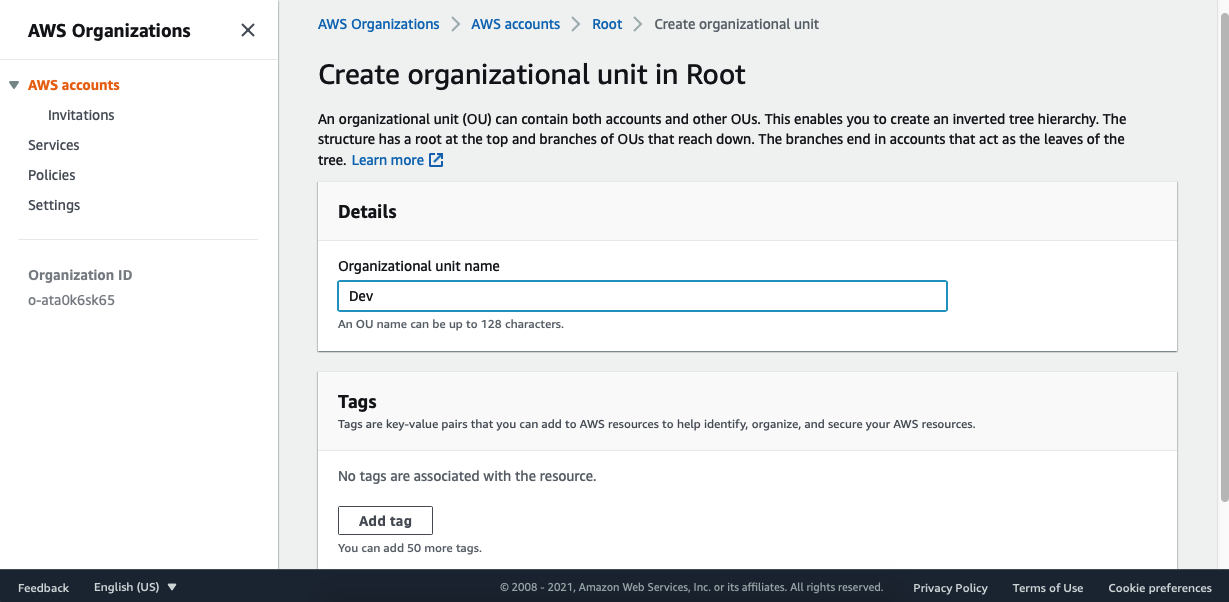 AWS Organizations
AWS accounts
Invitations
Services
Policies
Settings
Organization ID
o-ata0k6sk65
AWS Organizations > AWS accounts > Root > Create organizational unit
Create organizational unit in Root
An organizational unit (OU) can contain both accounts and other OUs. This enables you to create an inverted tree hierarchy. The
structure has a root at the top and branches of OUs that reach down. The branches end in accounts that act as the leaves of the
tree. Learn more
Details
Organizational unit name
Dev
An OU name can be up to 128 characters.
Tags
Tags are key-value pairs that you can add to AWS resources to help identify, organize, and secure your AWS resources.
No tags are associated with the resource.
Add tag
You can add 50 more tags.
Feedback English (US) © 2008 - 2021, Amazon Web Services, Inc. or its affiliates. All rights reserved. Privacy Policy Terms of Use Cookie preferences